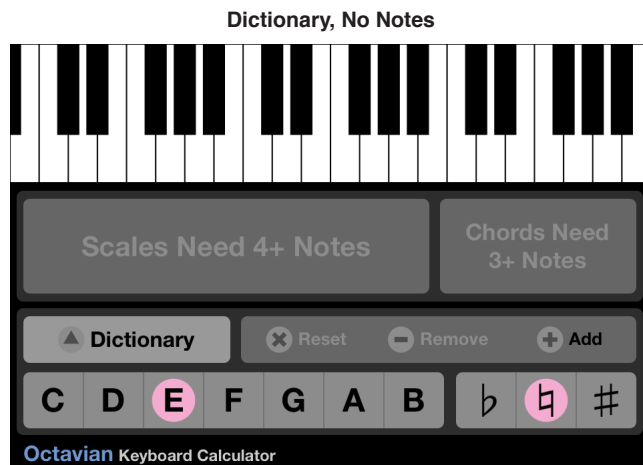 Dictionary, No Notes
Scales Need 4+ Notes
Chords Need
3+ Notes
Dictionary Reset Remove Add
C D E F G A B ♭ ♮ ♯
Octavian Keyboard Calculator